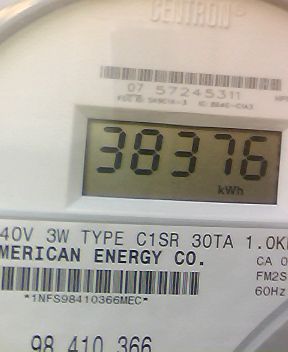 CENTRON®
07 57245311
38376
kWh
40V 3W TYPE C1SR 30TA 1.0K
MERICAN ENERGY CO.
CA 0
FM2S
60Hz
*1NFS98410366MEC*
98 410 366